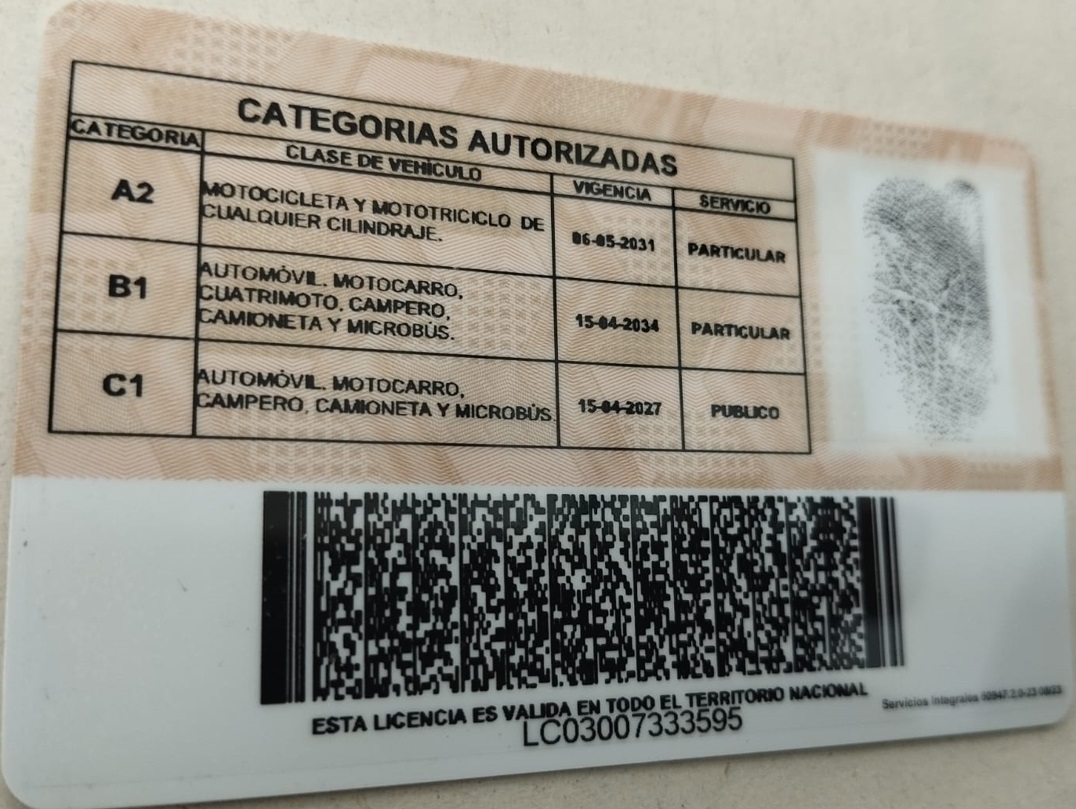 CATEGORIAS AUTORIZADAS
CATEGORIA CLASE DE VEHÍCULO VIGENCIA SERVICIO
A2 MOTOCICLETA Y MOTOTRICICLO DE
CUALQUIER CILINDRAJE.
06-05-2031 PARTICULAR
B1 AUTOMÓVIL. MOTOCARRO,
CUATRIMOTO, CAMPERO,
CAMIONETA Y MICROBÚS.
15-04-2034 PARTICULAR
C1 AUTOMÓVIL. MOTOCARRO,
CAMPERO, CAMIONETA Y MICROBÚS
15-04-2027 PUBLICO
ESTA LICENCIA ES VALIDA EN TODO EL TERRITORIO NACIONAL
LC03007333595
Servicios Integrales